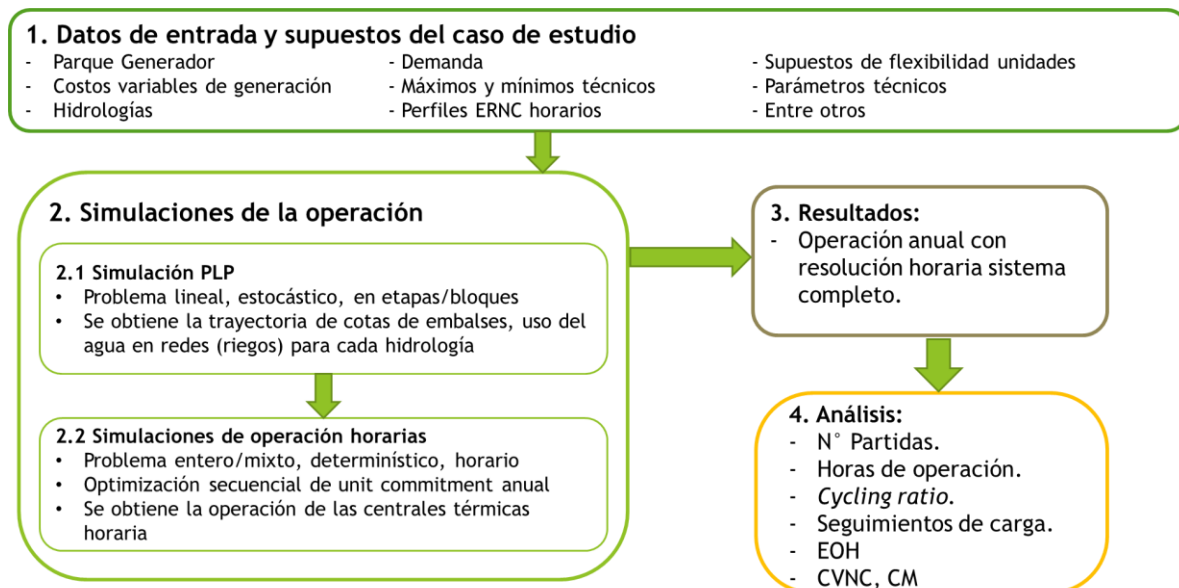 1. Datos de entrada y supuestos del caso de estudio
- Parque Generador
- Costos variables de generación
- Hidrologías
- Demanda
- Máximos y mínimos técnicos
- Perfiles ERNC horarios
- Supuestos de flexibilidad unidades
- Parámetros técnicos
- Entre otros
2. Simulaciones de la operación
2.1 Simulación PLP
• Problema lineal, estocástico, en etapas/bloques
• Se obtiene la trayectoria de cotas de embalses, uso del
agua en redes (riegos) para cada hidrología
2.2 Simulaciones de operación horarias
• Problema entero/mixto, determinístico, horario
• Optimización secuencial de unit commitment anual
• Se obtiene la operación de las centrales térmicas
horaria
3. Resultados:
- Operación anual con
resolución horaria sistema
completo.
4. Análisis:
- N° Partidas.
- Horas de operación.
- Cycling ratio.
- Seguimientos de carga.
- EOH
- CVNC, CM